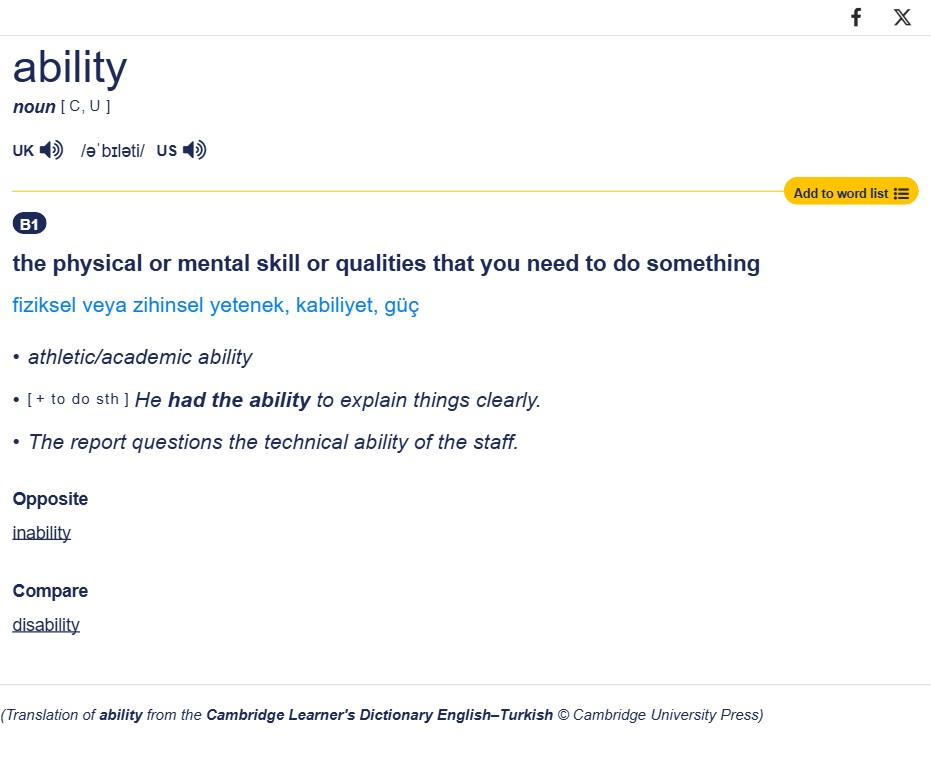 ability
noun [ C, U ]
UK /əˈbɪləti/ US
Add to word list
B1
the physical or mental skill or qualities that you need to do something
fiziksel veya zihinsel yetenek, kabiliyet, güç
• athletic/academic ability
• [ + to do sth ] He had the ability to explain things clearly.
• The report questions the technical ability of the staff.
Opposite
inability
Compare
disability
(Translation of ability from the Cambridge Learner's Dictionary English–Turkish © Cambridge University Press)